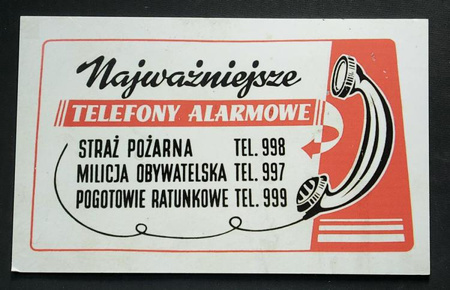 Najważniejsze
TELEFONY ALARMOWE
STRAŻ POŻARNA TEL. 998
MILICJA OBYWATELSKA TEL. 997
POGOTOWIE RATUNKOWE TEL. 999